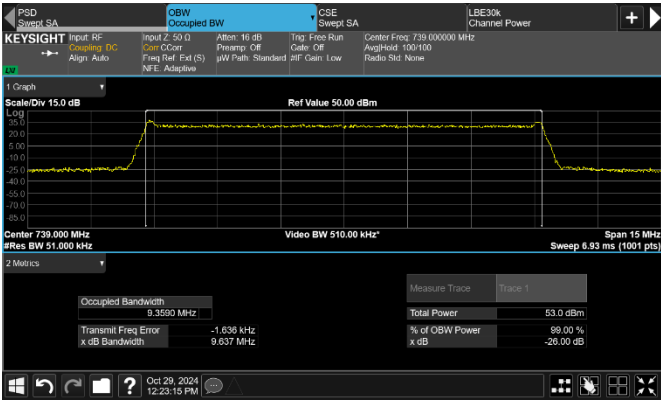 PSD
Swept SA
OBW
Occupied BW
CSE
Swept SA
LBE30k
Channel Power
KEYSIGHT
Input: RF
Coupling: DC
Align: Auto
Input Z: 50 Ω
Corr CCorr
Freq Ref: Ext (S)
NFE: Adaptive
Atten: 16 dB
Preamp: Off
µW Path: Standard
Trig: Free Run
Gate: Off
#IF Gain: Low
Center Freq: 739.000000 MHz
Avg|Hold: 100/100
Radio Std: None
1 Graph
Scale/Div 15.0 dB
Ref Value 50.00 dBm
Log
35.0
20.0
5.00
-10.0
-25.0
-40.0
-55.0
-70.0
-85.0
Center 739.000 MHz
Video BW 510.00 kHz*
Span 15 MHz
#Res BW 51.000 kHz
Sweep 6.93 ms (1001 pts)
2 Metrics
Measure Trace
Trace 1
Occupied Bandwidth
9.3590 MHz
Total Power
53.0 dBm
Transmit Freq Error
-1.636 kHz
% of OBW Power
99.00 %
x dB Bandwidth
9.637 MHz
x dB
-26.00 dB
Oct 29, 2024
12:23:15 PM